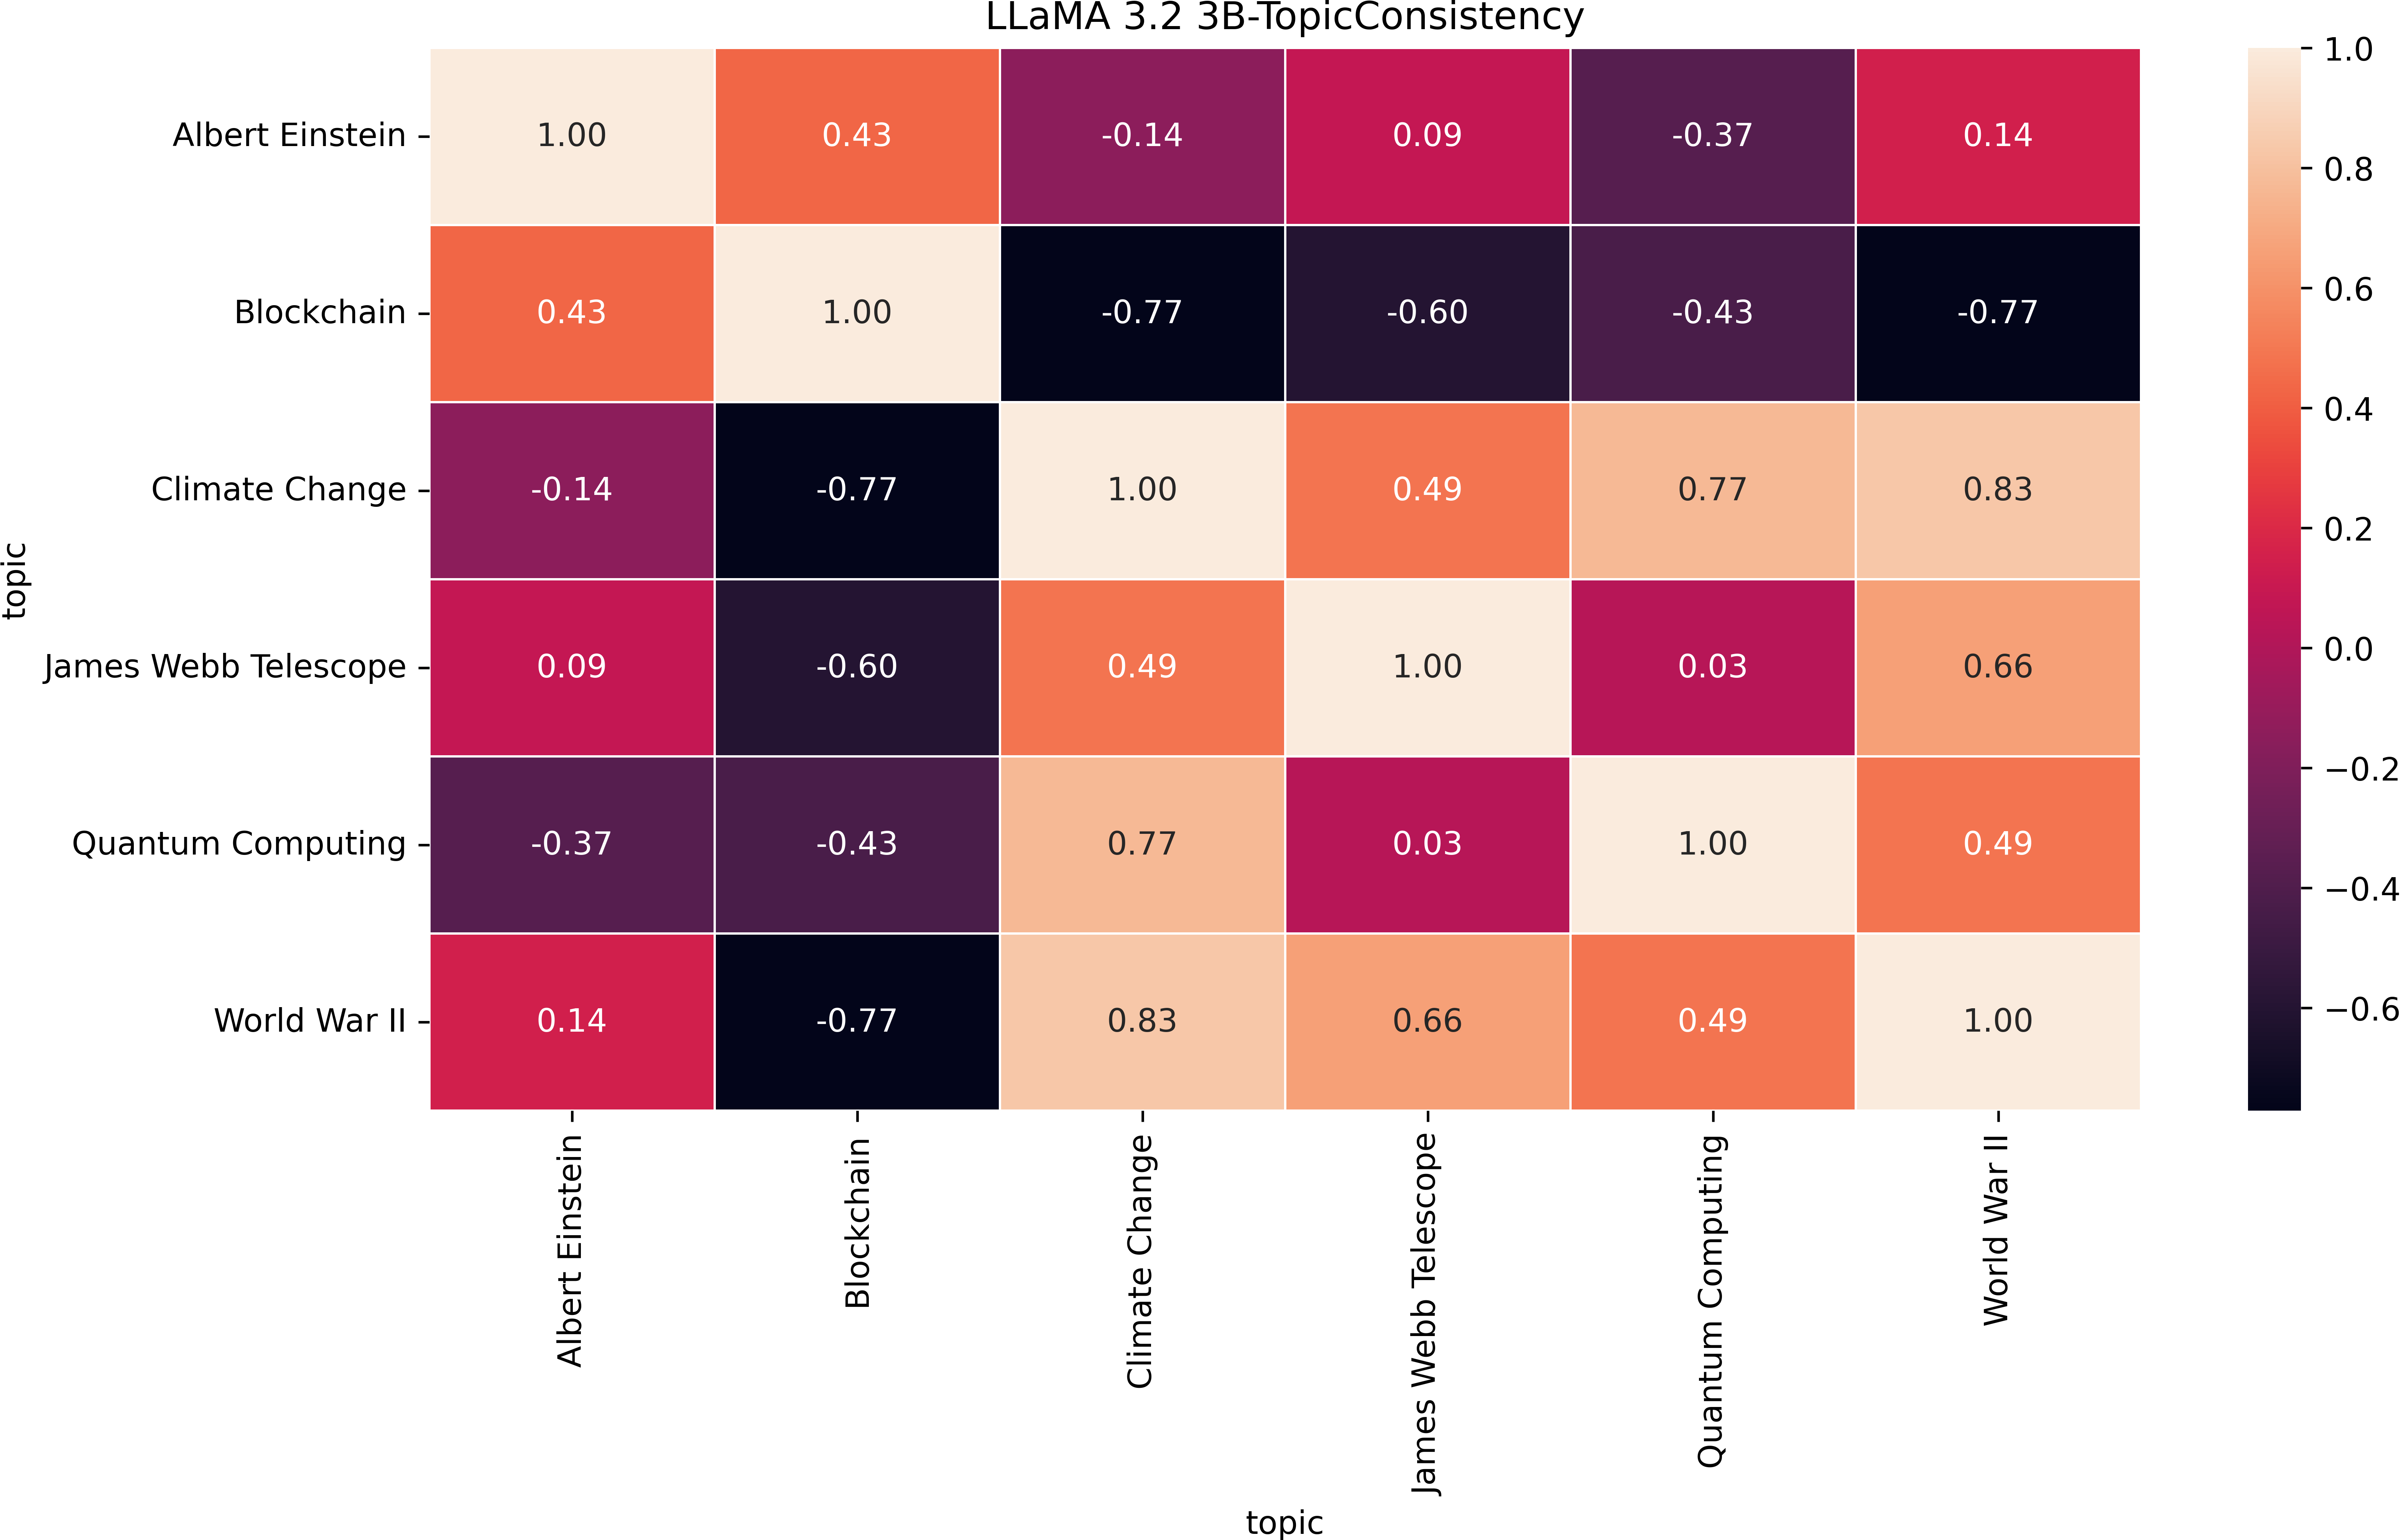 LLaMA 3.2 3B-TopicConsistency
Albert Einstein 1.00 0.43 -0.14 0.09 -0.37 0.14
Blockchain 0.43 1.00 -0.77 -0.60 -0.43 -0.77
Climate Change -0.14 -0.77 1.00 0.49 0.77 0.83
James Webb Telescope 0.09 -0.60 0.49 1.00 0.03 0.66
Quantum Computing -0.37 -0.43 0.77 0.03 1.00 0.49
World War II 0.14 -0.77 0.83 0.66 0.49 1.00
topic
Albert Einstein
Blockchain
Climate Change
James Webb Telescope
Quantum Computing
World War II
topic
1.0
0.8
0.6
0.4
0.2
0.0
−0.2
−0.4
−0.6